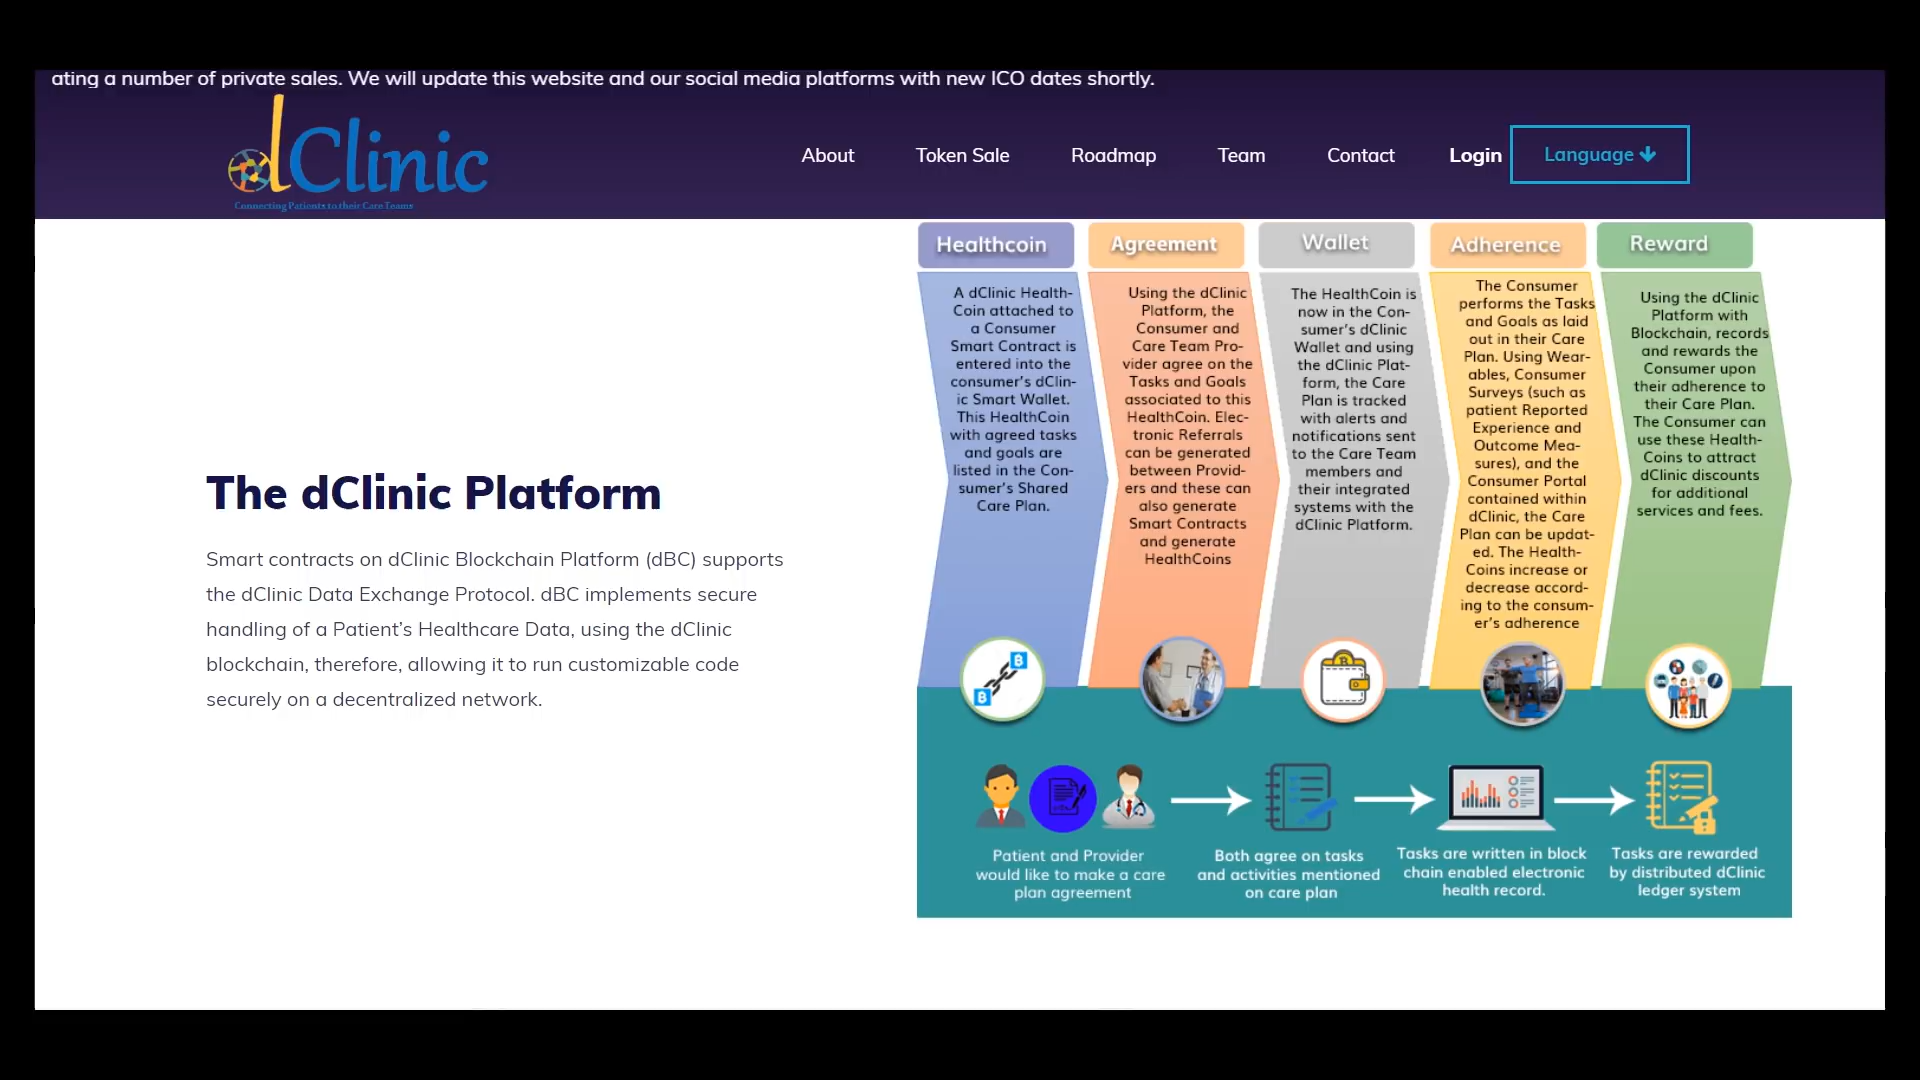 ating a number of private sales. We will update this website and our social media platforms with new ICO dates shortly.
dClinic
Connecting Patients to their Care Teams
About
Token Sale
Roadmap
Team
Contact
Login
Language
The dClinic Platform
Smart contracts on dClinic Blockchain Platform (dBC) supports
the dClinic Data Exchange Protocol. dBC implements secure
handling of a Patient's Healthcare Data, using the dClinic
blockchain, therefore, allowing it to run customizable code
securely on a decentralized network.
Healthcoin
A dClinic Health-
Coin attached to
a Consumer
Smart Contract is
entered into the
consumer's dClin-
ic Smart Wallet.
This HealthCoin
with agreed tasks
and goals are
listed in the Con-
sumer's Shared
Care Plan.
Agreement
Using the dClinic
Platform, the
Consumer and
Care Team Pro-
vider agree on the
Tasks and Goals
associated to this
HealthCoin. Elec-
tronic Referrals
can be generated
between Provid-
ers and these can
also generate
Smart Contracts
and generate
HealthCoins
Wallet
The HealthCoin is
now in the Con-
sumer's dClinic
Wallet and using
the dClinic Plat-
form, the Care
Plan is tracked
with alerts and
notifications sent
to the Care Team
members and
their integrated
systems with the
dClinic Platform.
Adherence
The Consumer
performs the Tasks
and Goals as laid
out in their Care
Plan. Using Wear-
ables, Consumer
Surveys (such as
patient Reported
Experience and
Outcome Mea-
sures), and the
Consumer Portal
contained within
dClinic, the Care
Plan can be updat-
ed. The Health-
Coins increase or
decrease accord-
ing to the consum-
er's adherence
Reward
Using the dClinic
Platform with
Blockchain, records
and rewards the
Consumer upon
their adherence to
their Care Plan.
The Consumer can
use these Health-
Coins to attract
dClinic discounts
for additional
services and fees.
Patient and Provider
would like to make a care
plan agreement
Both agree on tasks
and activities mentioned
on care plan
Tasks are written in block
chain enabled electronic
health record.
Tasks are rewarded
by distributed dClinic
ledger system